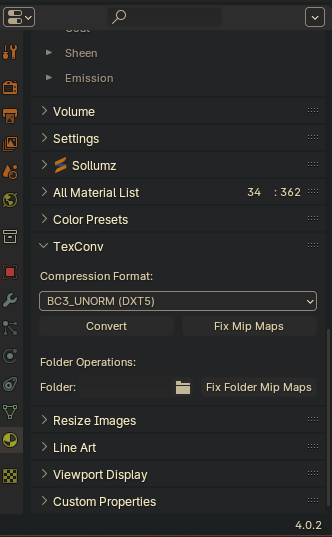 Sheen
Emission
Volume
Settings
Sollumz
All Material List 34 : 362
Color Presets
TexConv
Compression Format:
BC3_UNORM (DXT5)
Convert Fix Mip Maps
Folder Operations:
Folder: Fix Folder Mip Maps
Resize Images
Line Art
Viewport Display
Custom Properties
4.0.2